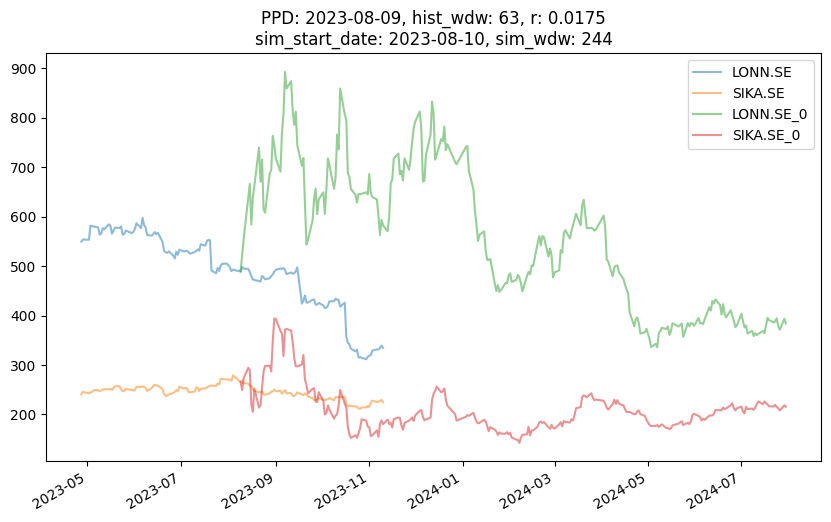 PPD: 2023-08-09, hist_wdw: 63, r: 0.0175
sim_start_date: 2023-08-10, sim_wdw: 244
900
800
700
600
500
400
300
200
LONN.SE
SIKA.SE
LONN.SE_0
SIKA.SE_0
2023-05
2023-07
2023-09
2023-11
2024-01
2024-03
2024-05
2024-07